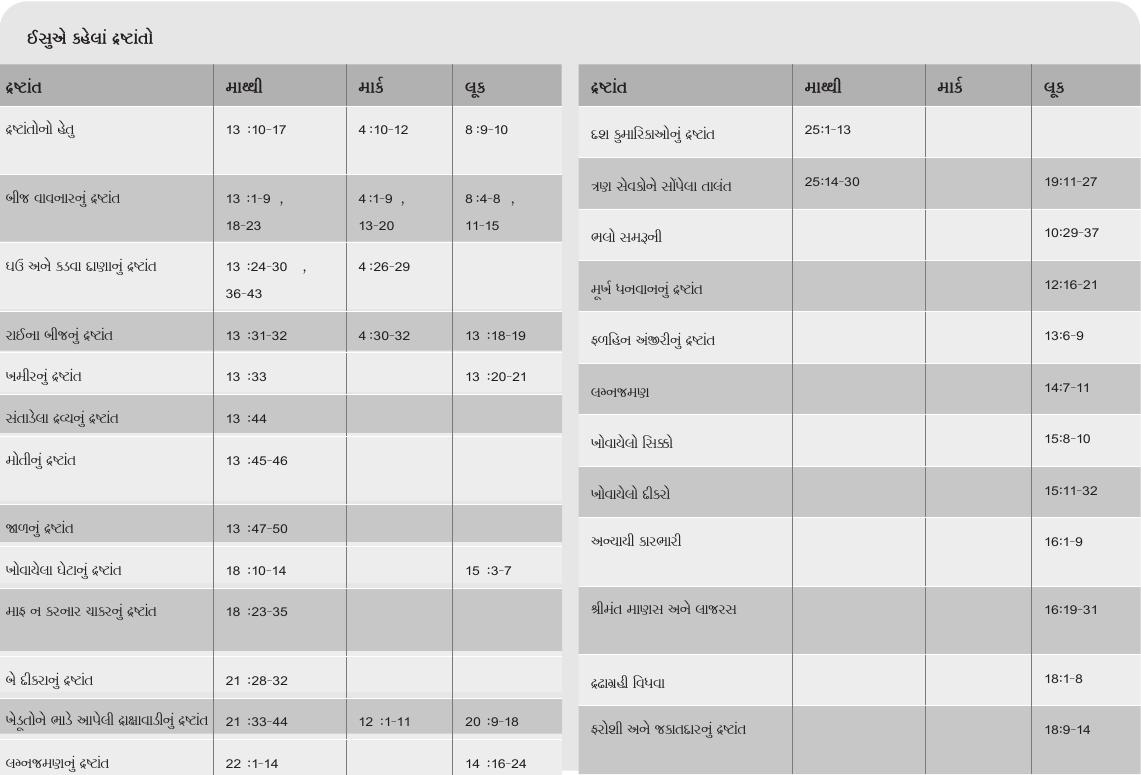 ઈસુએ કહેલાં દ્રષ્ટાંતો
દ્રષ્ટાંત માથ્થી માર્ક લૂક
દ્રષ્ટાંતોનો હેતુ 13 :10-17 4 :10-12 8 :9-10
બીજ વાવનારનું દ્રષ્ટાંત 13 :1-9 , 4 :1-9 , 8 :4-8 ,
18-23 13-20 11-15
ઘઉં અને કડવા દાણાનું દ્રષ્ટાંત 13 :24-30 , 4 :26-29
36-43
રાઈના બીજનું દ્રષ્ટાંત 13 :31-32 4 :30-32 13 :18-19
ખમીરનું દ્રષ્ટાંત 13 :33 13 :20-21
સંતાડેલા દ્રવ્યનું દ્રષ્ટાંત 13 :44
મોતીનું દ્રષ્ટાંત 13 :45-46
જાળનું દ્રષ્ટાંત 13 :47-50
ખોવાયેલા ઘેટાનું દ્રષ્ટાંત 18 :10-14 15 :3-7
માફ ન કરનાર ચાકરનું દ્રષ્ટાંત 18 :23-35
બે દીકરાનું દ્રષ્ટાંત 21 :28-32
ખેડૂતોને ભાડે આપેલી દ્રાક્ષાવાડીનું દ્રષ્ટાંત 21 :33-44 12 :1-11 20 :9-18
લગ્નજમણનું દ્રષ્ટાંત 22 :1-14 14 :16-24
દ્રષ્ટાંત માથ્થી માર્ક લૂક
દશ કુમારિકાઓનું દ્રષ્ટાંત 25:1-13
ત્રણ સેવકોને સોંપેલા તાલંત 25:14-30 19:11-27
ભલો સમરૂની 10:29-37
મૂર્ખ ધનવાનનું દ્રષ્ટાંત 12:16-21
ફળહિન અંજીરીનું દ્રષ્ટાંત 13:6-9
લગ્નજમણ 14:7-11
ખોવાયેલો સિક્કો 15:8-10
ખોવાયેલો દીકરો 15:11-32
અન્યાયી કારભારી 16:1-9
શ્રીમંત માણસ અને લાજરસ 16:19-31
દ્રઢાગ્રહી વિધવા 18:1-8
ફરોશી અને જકાતદારનું દ્રષ્ટાંત 18:9-14